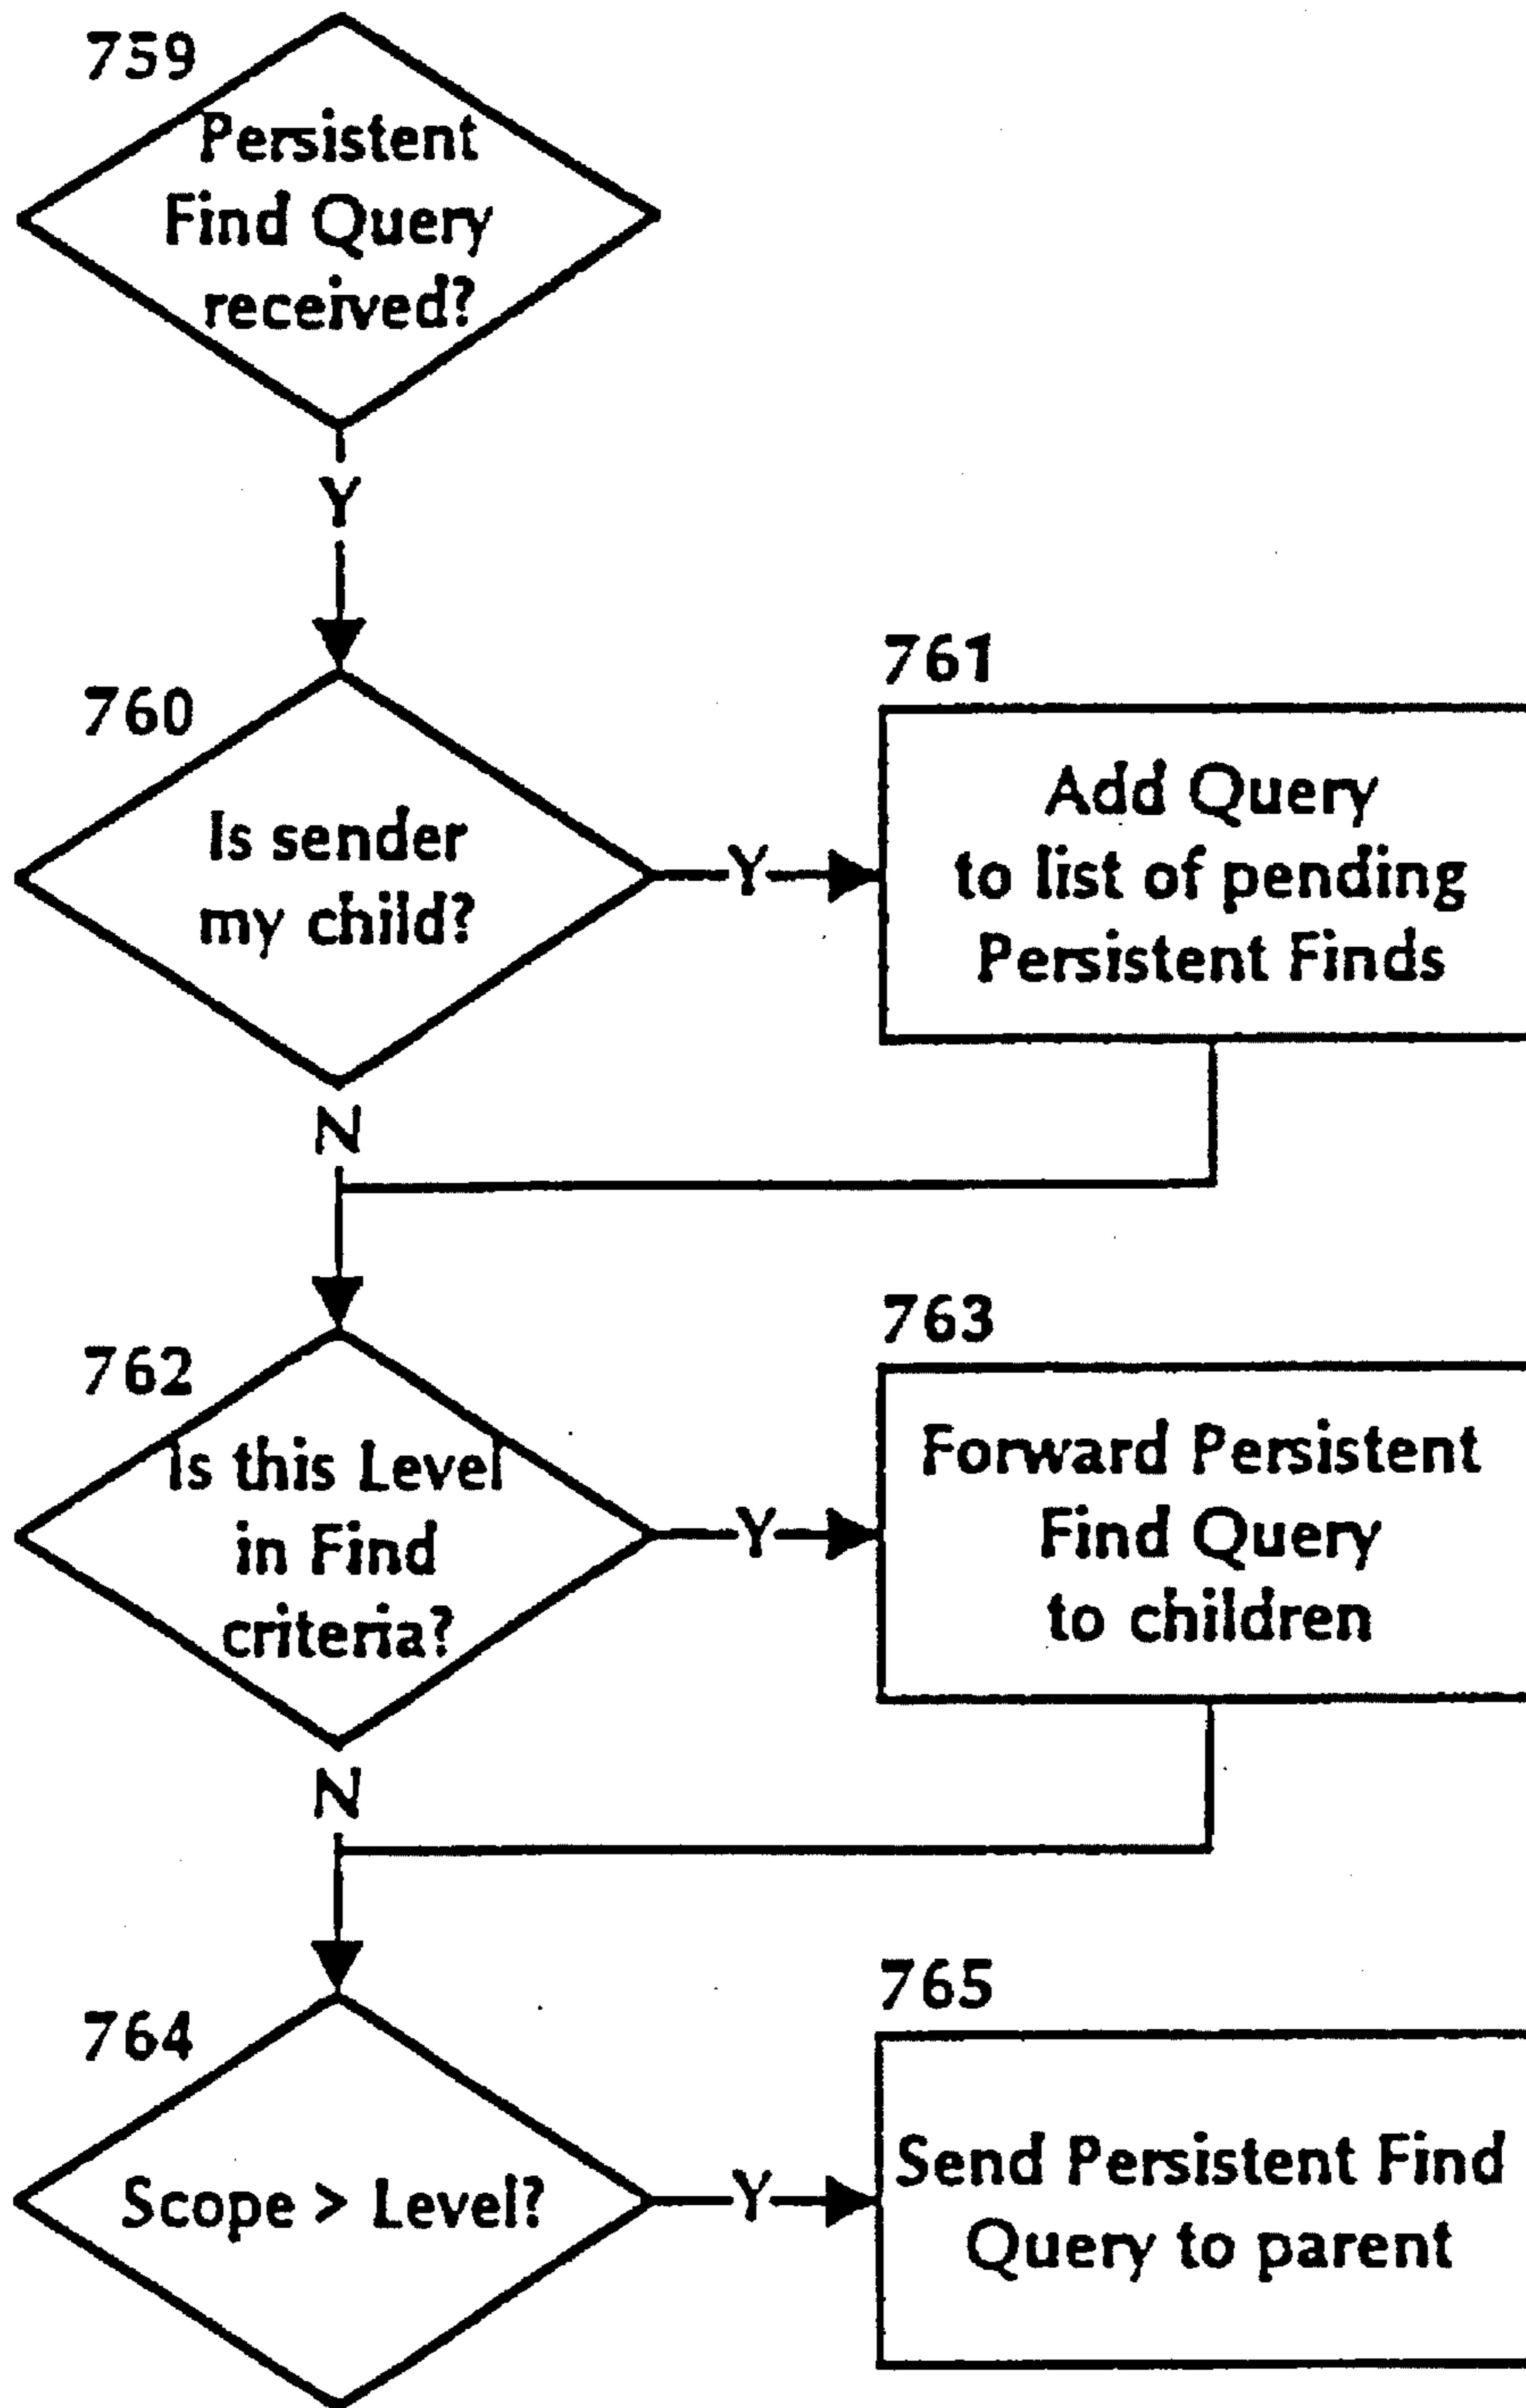 759
Persistent
Find Query
received?
Y
760
Is sender
my child?
Y
761
Add Query
to list of pending
Persistent Finds
N
762
Is this Level
in Find
criteria?
Y
763
Forward Persistent
Find Query
to children
N
764
Scope > Level?
Y
765
Send Persistent Find
Query to parent